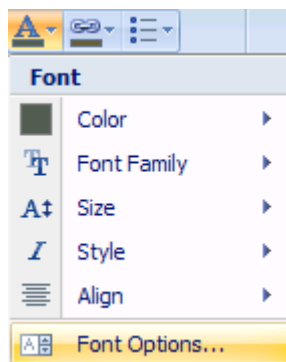 Font
Color
Font Family
Size
Style
Align
Font Options...